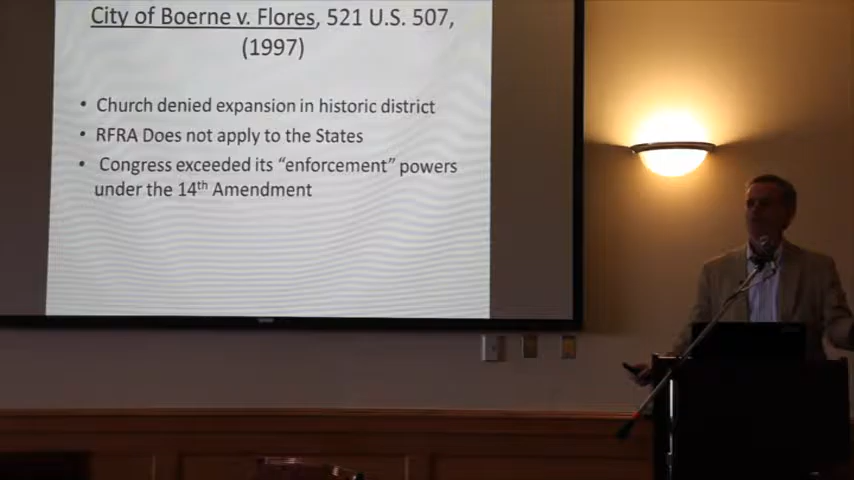 City of Boerne v. Flores, 521 U.S. 507,
(1997)
• Church denied expansion in historic district
• RFRA Does not apply to the States
• Congress exceeded its “enforcement” powers
under the 14th Amendment